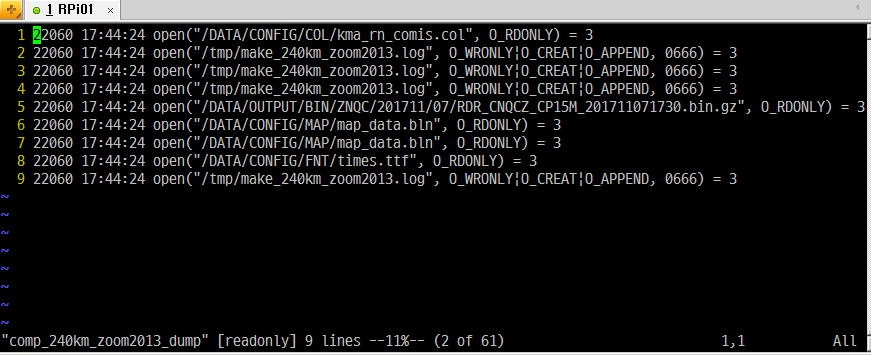 1 RPi01 ×
1 22060 17:44:24 open("/DATA/CONFIG/COL/kma_rn_comis.col", O_RDONLY) = 3
2 22060 17:44:24 open("/tmp/make_240km_zoom2013.log", O_WRONLY¦O_CREAT¦O_APPEND, 0666) = 3
3 22060 17:44:24 open("/tmp/make_240km_zoom2013.log", O_WRONLY¦O_CREAT¦O_APPEND, 0666) = 3
4 22060 17:44:24 open("/tmp/make_240km_zoom2013.log", O_WRONLY¦O_CREAT¦O_APPEND, 0666) = 3
5 22060 17:44:24 open("/DATA/OUTPUT/BIN/ZNQC/201711/07/RDR_CNQCZ_CP15M_201711071730.bin.gz", O_RDONLY) = 3
6 22060 17:44:24 open("/DATA/CONFIG/MAP/map_data.bln", O_RDONLY) = 3
7 22060 17:44:24 open("/DATA/CONFIG/MAP/map_data.bln", O_RDONLY) = 3
8 22060 17:44:24 open("/DATA/CONFIG/FNT/times.ttf", O_RDONLY) = 3
9 22060 17:44:24 open("/tmp/make_240km_zoom2013.log", O_WRONLY¦O_CREAT¦O_APPEND, 0666) = 3
~
~
~
~
~
~
~
~
"comp_240km_zoom2013_dump" [readonly] 9 lines --11%-- (2 of 61) 1,1 All